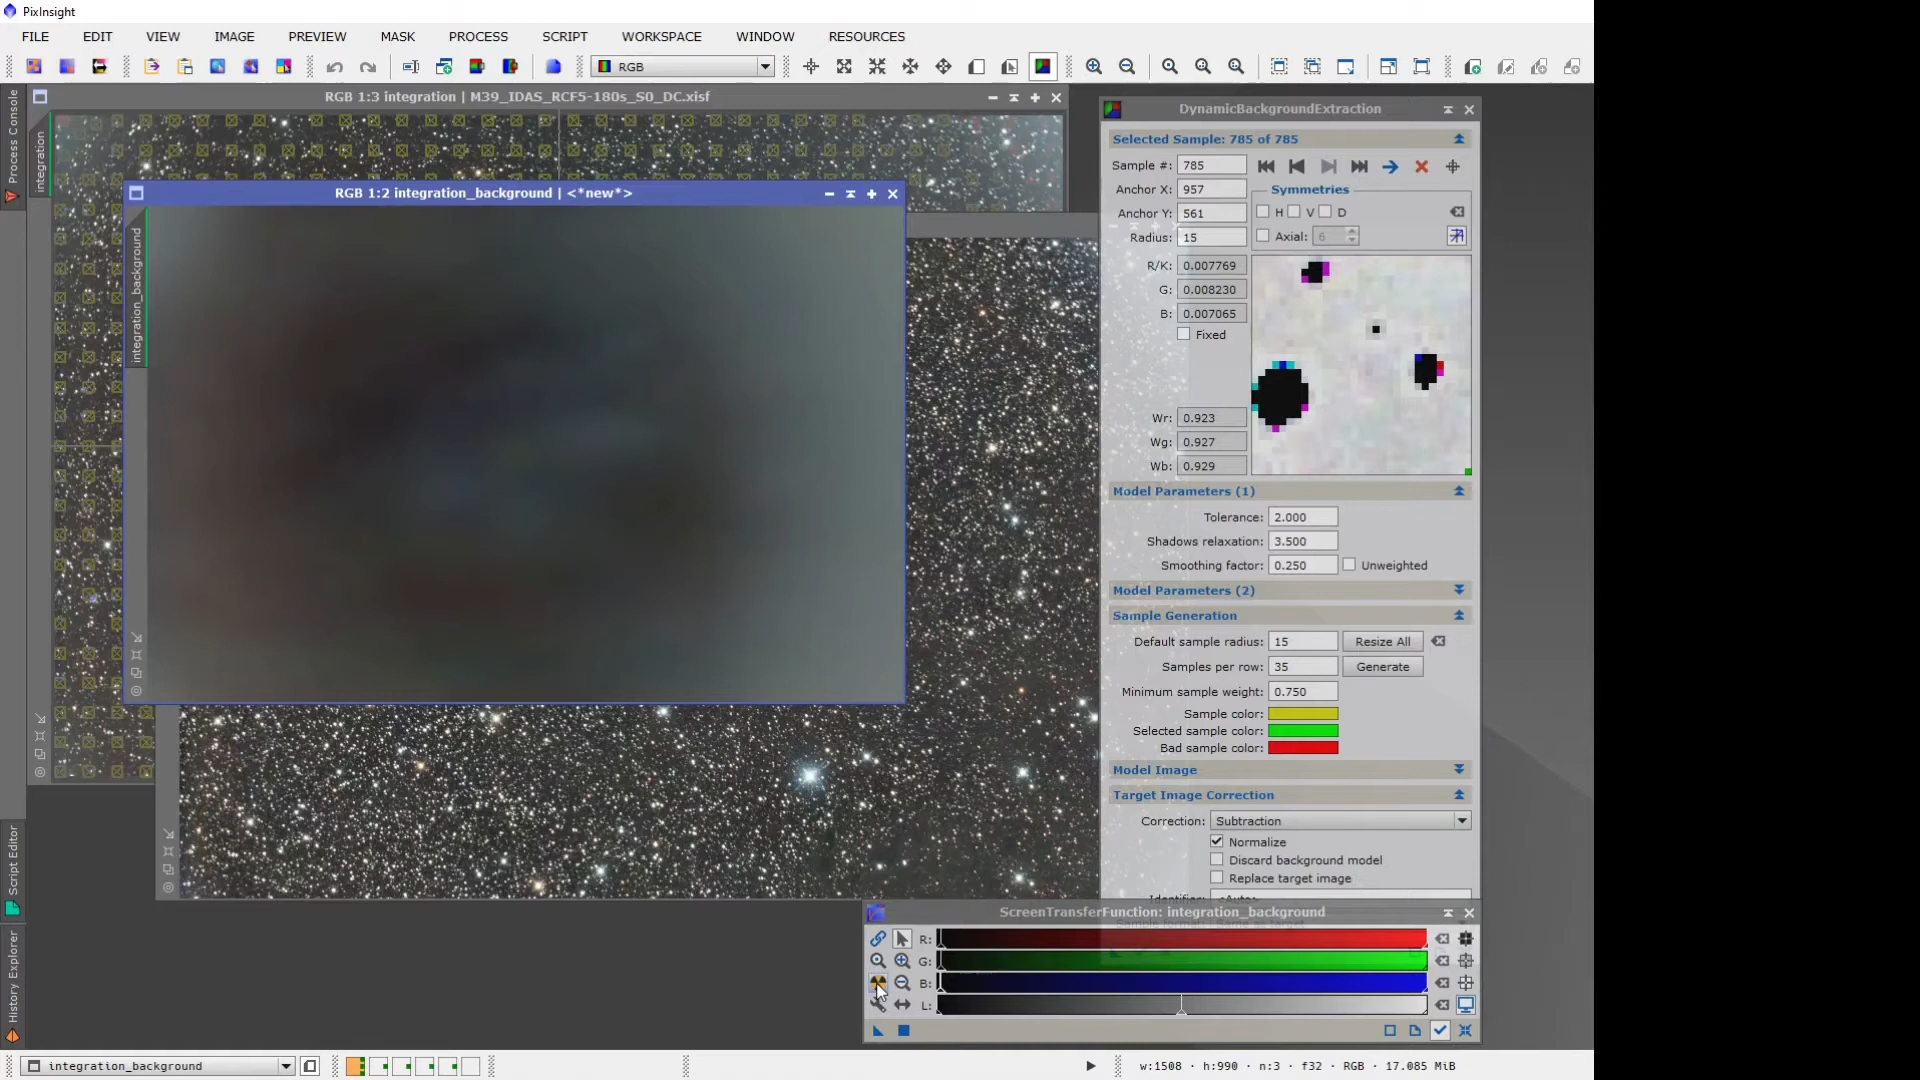 PixInsight
FILE EDIT VIEW IMAGE PREVIEW MASK PROCESS SCRIPT WORKSPACE WINDOW RESOURCES
RGB
Process Console
Script Editor
History Explorer
RGB 1:3 integration | M39_IDAS_RCF5-180s_S0_DC.xisf
integration
RGB 1:2 integration_background | <*new*>
integration_background
DynamicBackgroundExtraction
Selected Sample: 785 of 785
Sample #: 785
Anchor X: 957
Symmetries
Anchor Y: 561
H V D
Radius: 15
Axial: 6
R/K: 0.007769
G: 0.008230
B: 0.007065
Fixed
Wr: 0.923
Wg: 0.927
Wb: 0.929
Model Parameters (1)
Tolerance: 2.000
Shadows relaxation: 3.500
Smoothing factor: 0.250 Unweighted
Model Parameters (2)
Sample Generation
Default sample radius: 15 Resize All
Samples per row: 35 Generate
Minimum sample weight: 0.750
Sample color:
Selected sample color:
Bad sample color:
Model Image
Target Image Correction
Correction: Subtraction
Normalize
Discard background model
Replace target image
Identifier: <Auto>
ScreenTransferFunction: integration_background
R:
G:
B:
L:
integration_background
w:1508 · h:990 · n:3 · f32 · RGB · 17.085 MiB